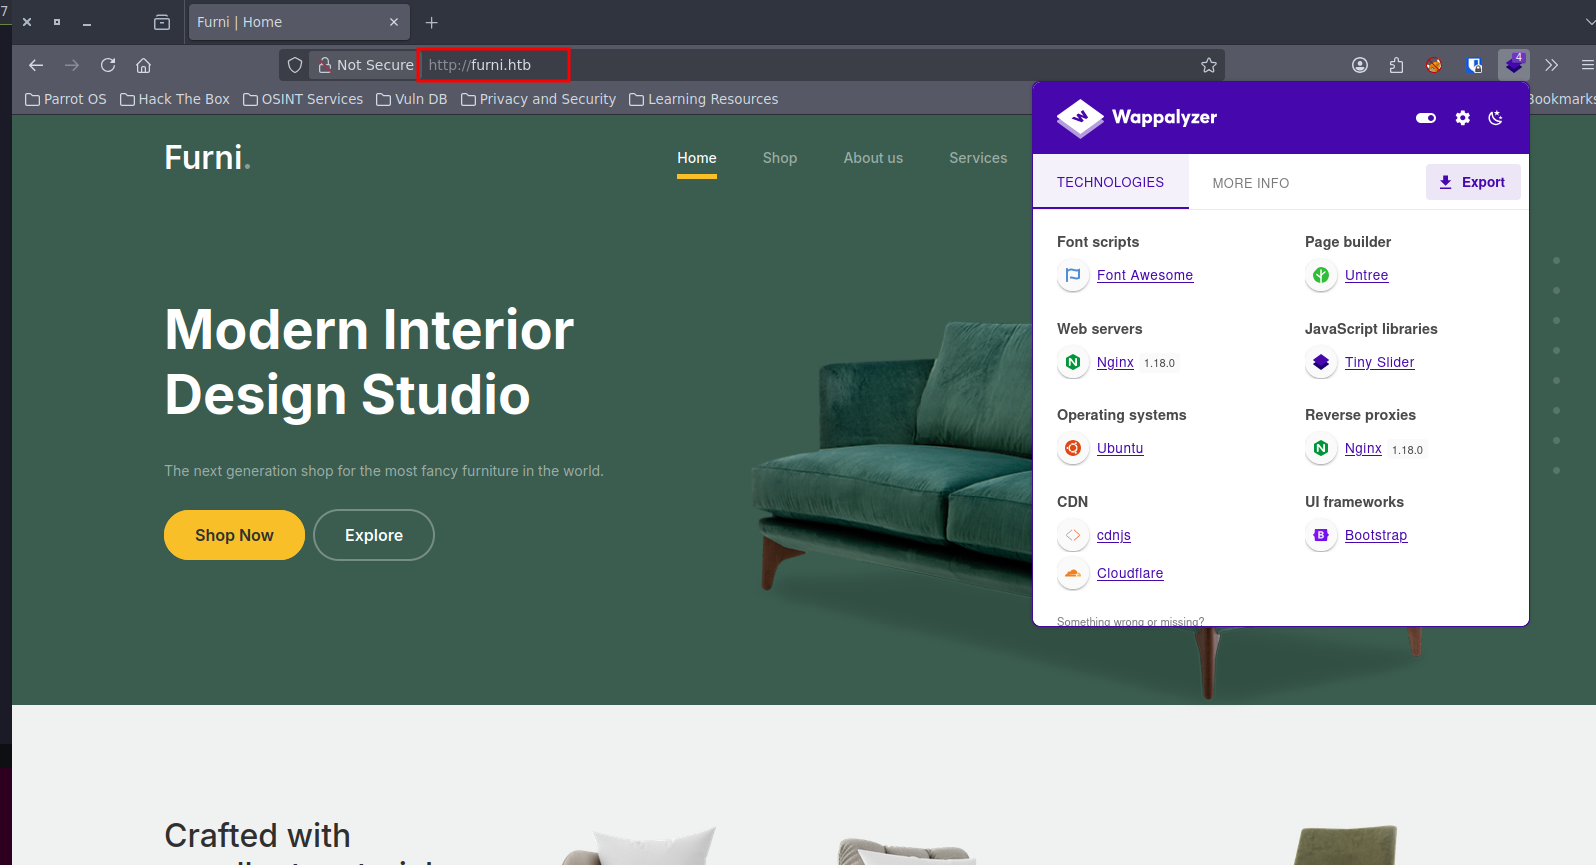 7
Furni | Home
Not Secure
http://furni.htb
4
Parrot OS
Hack The Box
OSINT Services
Vuln DB
Privacy and Security
Learning Resources
Bookmarks
Furni.
Home
Shop
About us
Services
Wappalyzer
TECHNOLOGIES
MORE INFO
Export
Font scripts
Font Awesome
Page builder
Untree
Web servers
Nginx 1.18.0
JavaScript libraries
Tiny Slider
Operating systems
Ubuntu
Reverse proxies
Nginx 1.18.0
CDN
cdnjs
Cloudflare
UI frameworks
Bootstrap
Something wrong or missing?
Modern Interior
Design Studio
The next generation shop for the most fancy furniture in the world.
Shop Now
Explore
Crafted with